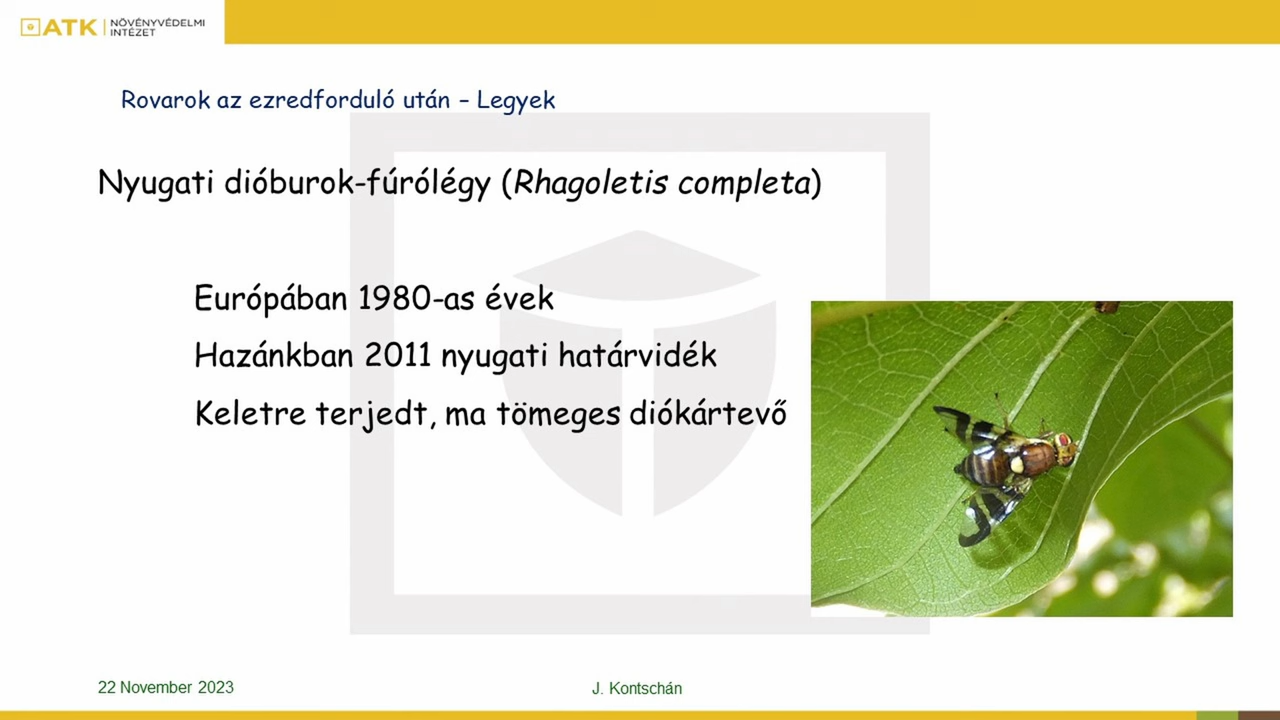 ATK NÖVÉNYVÉDELMI INTÉZET
Rovarok az ezredforduló után – Legyek
Nyugati dióburok-fúrólégy (Rhagoletis completa)
Európában 1980-as évek
Hazánkban 2011 nyugati határvidék
Keletre terjedt, ma tömeges diókártevő
22 November 2023
J. Kontschán